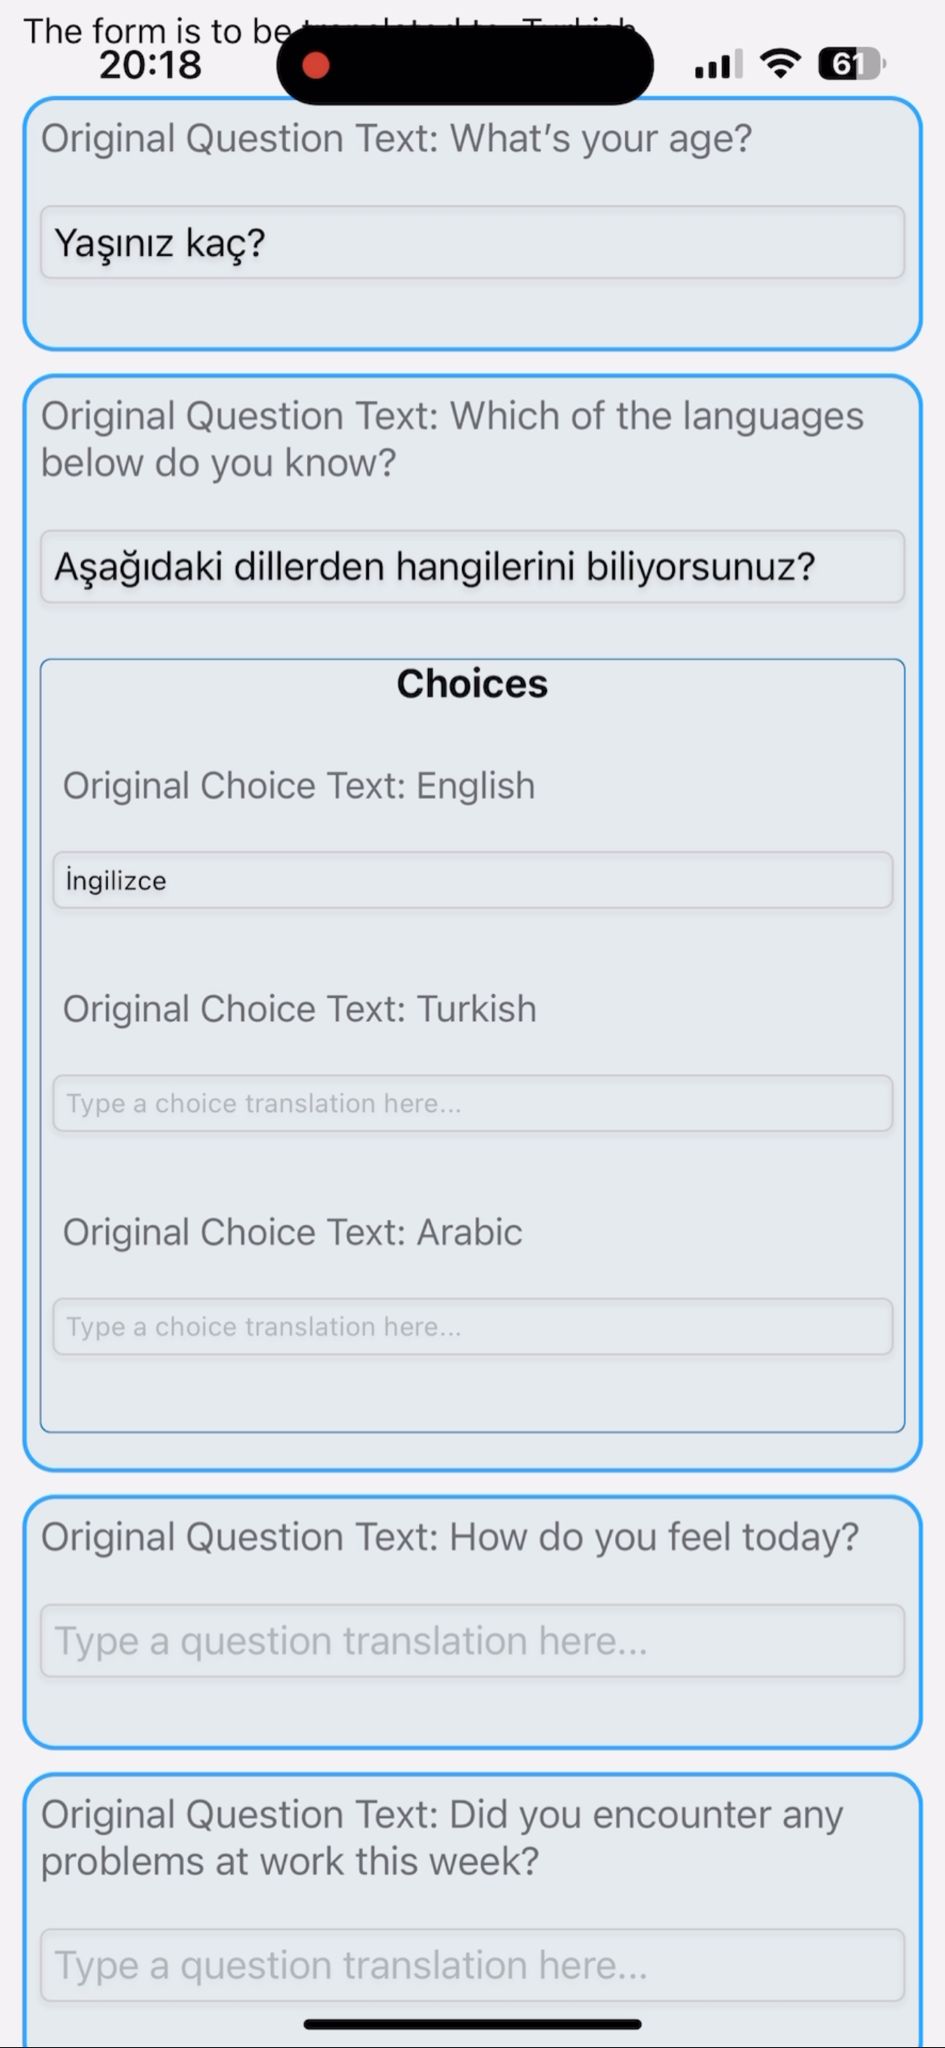 The form is to be
20:18
61
Original Question Text: What's your age?
Yaşınız kaç?
Original Question Text: Which of the languages
below do you know?
Aşağıdaki dillerden hangilerini biliyorsunuz?
Choices
Original Choice Text: English
İngilizce
Original Choice Text: Turkish
Type a choice translation here...
Original Choice Text: Arabic
Type a choice translation here...
Original Question Text: How do you feel today?
Type a question translation here...
Original Question Text: Did you encounter any
problems at work this week?
Type a question translation here...